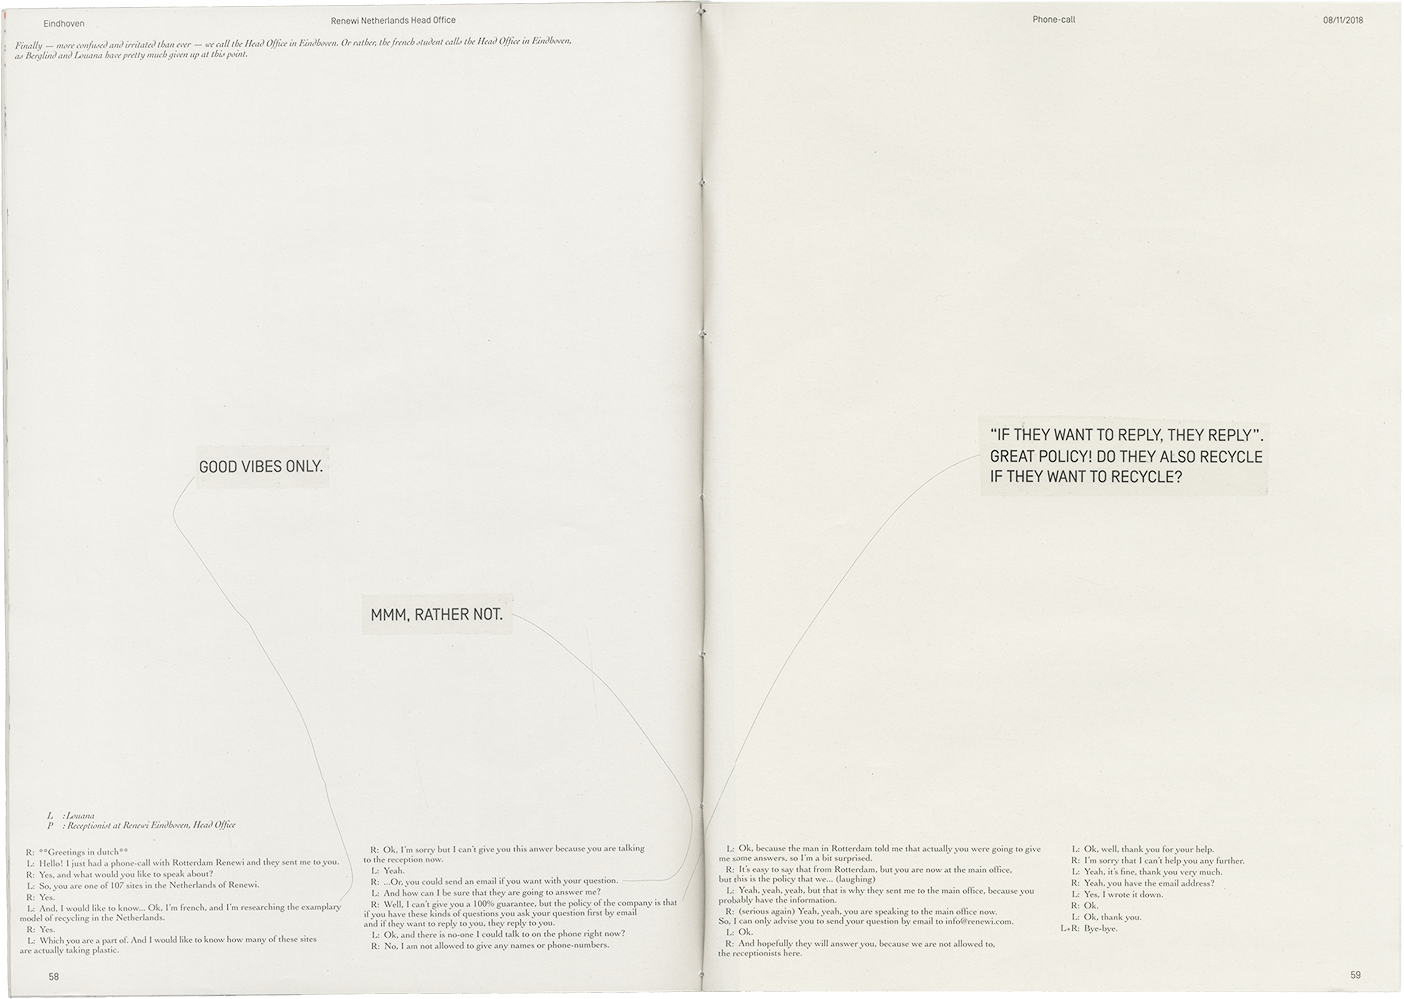 Eindhoven
Renewi Netherlands Head Office
Finally — more confused and irritated than ever — we call the Head Office in Eindhoven. Or rather, the french student calls the Head Office in Eindhoven,
as Berglind and Louana have pretty much given up at this point.
GOOD VIBES ONLY.
MMM, RATHER NOT.
L : Louana
P : Receptionist at Renewi Eindhoven, Head Office
R: **Greetings in dutch**
L: Hello! I just had a phone-call with Rotterdam Renewi and they sent me to you.
R: Yes, and what would you like to speak about?
L: So, you are one of 107 sites in the Netherlands of Renewi.
R: Yes.
L: And, I would like to know... Ok, I'm french, and I'm researching the examplary
model of recycling in the Netherlands.
R: Yes.
L: Which you are a part of. And I would like to know how many of these sites
are actually taking plastic.
R: Ok, I'm sorry but I can't give you this anwer because you are talking
to the reception now.
L: Yeah.
R: ...Or, you could send an email if you want with your question.
L: And how can I be sure that they are going to answer me?
R: Well, I can't give you a 100% guarantee, but the policy of the company is that
if you have these kinds of questions you ask your question first by email
and if they want to reply to you, they reply to you.
L: Ok, and there is no-one I could talk to on the phone right now?
R: No, I am not allowed to give any names or phone-numbers.
58
Phone-call
08/11/2018
"IF THEY WANT TO REPLY, THEY REPLY".
GREAT POLICY! DO THEY ALSO RECYCLE
IF THEY WANT TO RECYCLE?
L: Ok, because the man in Rotterdam told me that actually you were going to give
me some answers, so I'm a bit surprised.
R: It's easy to say that from Rotterdam, but you are now at the main office,
but this is the policy that we... (laughing)
L: Yeah, yeah, yeah, but that is why they sent me to the main office, because you
probably have the information.
R: (serious again) Yeah, yeah, you are speaking to the main office now.
So, I can only advise you to send your question by email to info@renewi.com.
L: Ok.
R: And hopefully they will answer you, because we are not allowed to,
the receptionists here.
L: Ok, well, thank you for your help.
R: I'm sorry that I can't help you any further.
L: Yeah, it's fine, thank you very much.
R: Yeah, you have the email address?
L: Yes, I wrote it down.
R: Ok.
L: Ok, thank you.
L+R: Bye-bye.
59